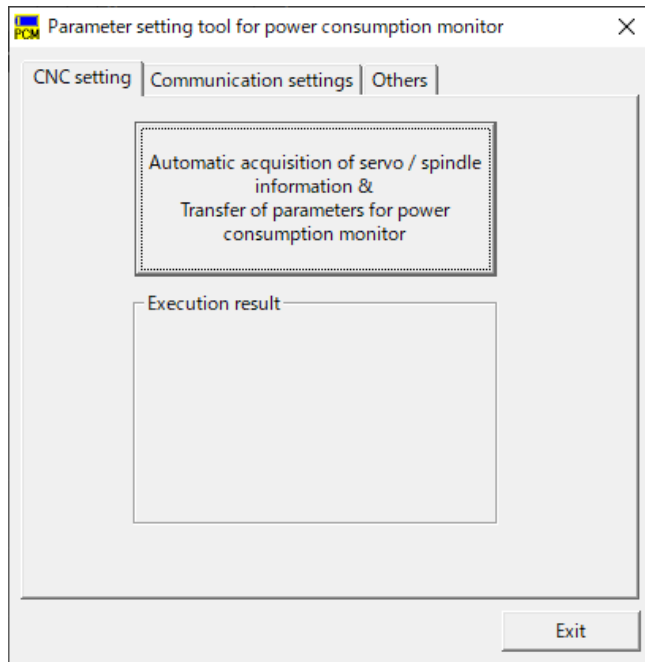 PCM
Parameter setting tool for power consumption monitor
CNC setting
Communication settings
Others
Automatic acquisition of servo / spindle
information &
Transfer of parameters for power
consumption monitor
Execution result
Exit